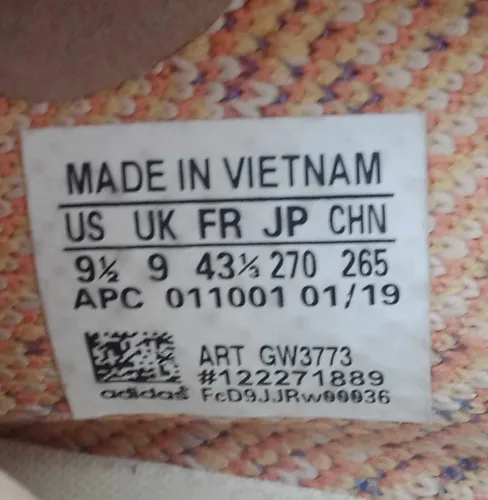 MADE IN VIETNAM
US UK FR JP CHN
9½ 9 43⅓ 270 265
APC 011001 01/19
ART GW3773
#122271889
adidas FcD9JJRw00036